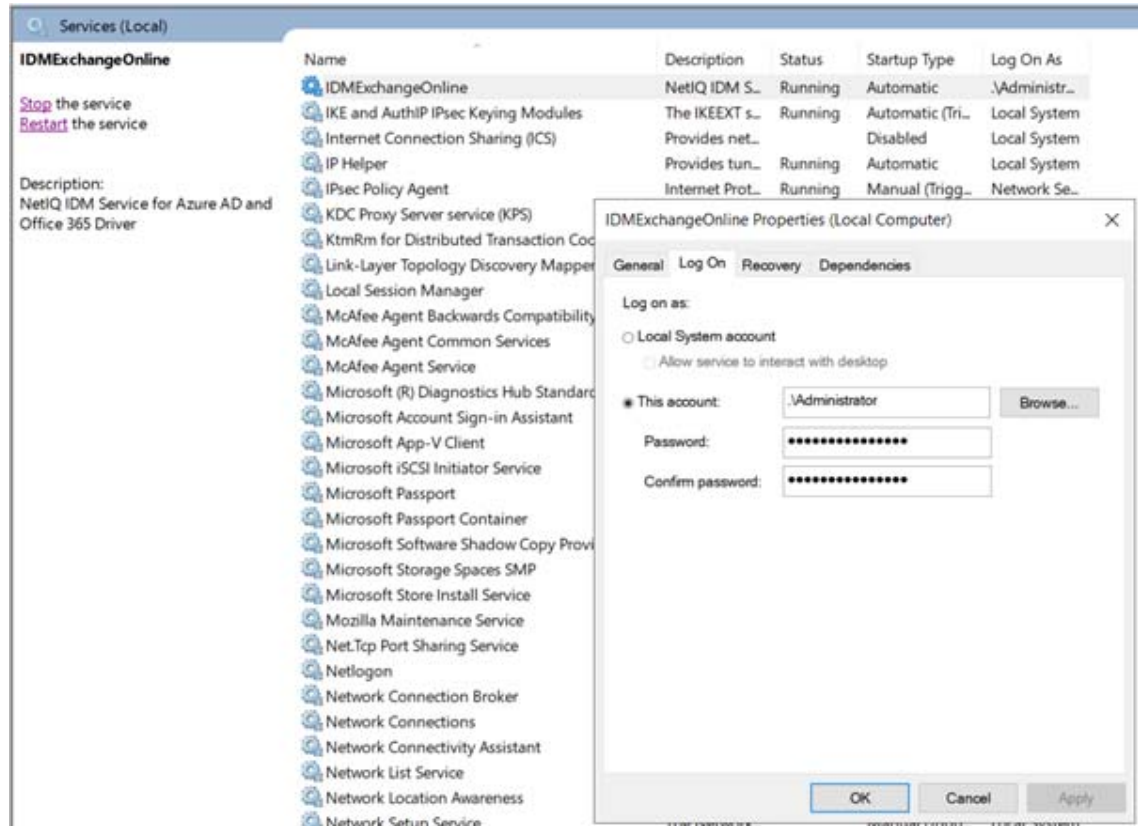 Services (Local)
IDMExchangeOnline
Stop the service
Restart the service
Description:
NetIQ IDM Service for Azure AD and
Office 365 Driver
Name Description Status Startup Type Log On As
IDMExchangeOnline NetIQ IDM S... Running Automatic .\Administr...
IKE and AuthIP IPsec Keying Modules The IKEEXT s... Running Automatic (Tri... Local System
Internet Connection Sharing (ICS) Provides net... Disabled Local System
IP Helper Provides tun... Running Automatic Local System
IPsec Policy Agent Internet Prot... Running Manual (Trigg... Network Se...
KDC Proxy Server service (KPS)
KtmRm for Distributed Transaction Coo
Link-Layer Topology Discovery Mapper
Local Session Manager
McAfee Agent Backwards Compatibility
McAfee Agent Common Services
McAfee Agent Service
Microsoft (R) Diagnostics Hub Standard
Microsoft Account Sign-in Assistant
Microsoft App-V Client
Microsoft iSCSI Initiator Service
Microsoft Passport
Microsoft Passport Container
Microsoft Software Shadow Copy Provi
Microsoft Storage Spaces SMP
Microsoft Store Install Service
Mozilla Maintenance Service
Net.Tcp Port Sharing Service
Netlogon
Network Connection Broker
Network Connections
Network Connectivity Assistant
Network List Service
Network Location Awareness
Network Setup Service
IDMExchangeOnline Properties (Local Computer)
General Log On Recovery Dependencies
Log on as:
Local System account
Allow service to interact with desktop
This account: .\Administrator Browse...
Password: •••••••••••••••
Confirm password: •••••••••••••••
OK Cancel Apply